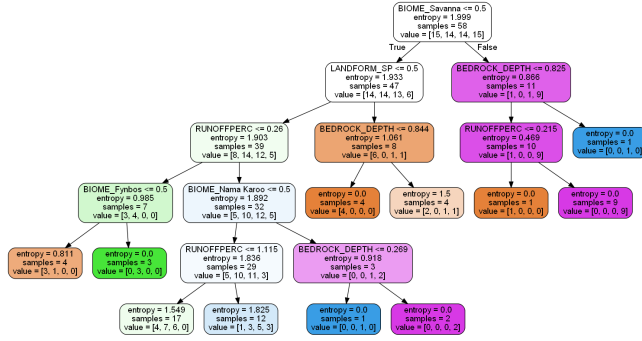 BIOME_Savanna <= 0.5
entropy = 1.999
samples = 58
value = [15, 14, 14, 15]
True
False
LANDFORM_SP <= 0.5
entropy = 1.933
samples = 47
value = [14, 14, 13, 6]
BEDROCK_DEPTH <= 0.825
entropy = 0.866
samples = 11
value = [1, 0, 1, 9]
RUNOFFPERC <= 0.26
entropy = 1.903
samples = 39
value = [8, 14, 12, 5]
BEDROCK_DEPTH <= 0.844
entropy = 1.061
samples = 8
value = [6, 0, 1, 1]
RUNOFFPERC <= 0.215
entropy = 0.469
samples = 10
value = [1, 0, 0, 9]
entropy = 0.0
samples = 1
value = [0, 0, 1, 0]
BIOME_Fynbos <= 0.5
entropy = 0.985
samples = 7
value = [3, 4, 0, 0]
BIOME_Nama Karoo <= 0.5
entropy = 1.892
samples = 32
value = [5, 10, 12, 5]
entropy = 0.0
samples = 4
value = [4, 0, 0, 0]
entropy = 1.5
samples = 4
value = [2, 0, 1, 1]
entropy = 0.0
samples = 1
value = [1, 0, 0, 0]
entropy = 0.0
samples = 9
value = [0, 0, 0, 9]
entropy = 0.811
samples = 4
value = [3, 1, 0, 0]
entropy = 0.0
samples = 3
value = [0, 3, 0, 0]
RUNOFFPERC <= 1.115
entropy = 1.836
samples = 29
value = [5, 10, 11, 3]
BEDROCK_DEPTH <= 0.269
entropy = 0.918
samples = 3
value = [0, 0, 1, 2]
entropy = 1.549
samples = 17
value = [4, 7, 6, 0]
entropy = 1.825
samples = 12
value = [1, 3, 5, 3]
entropy = 0.0
samples = 1
value = [0, 0, 1, 0]
entropy = 0.0
samples = 2
value = [0, 0, 0, 2]